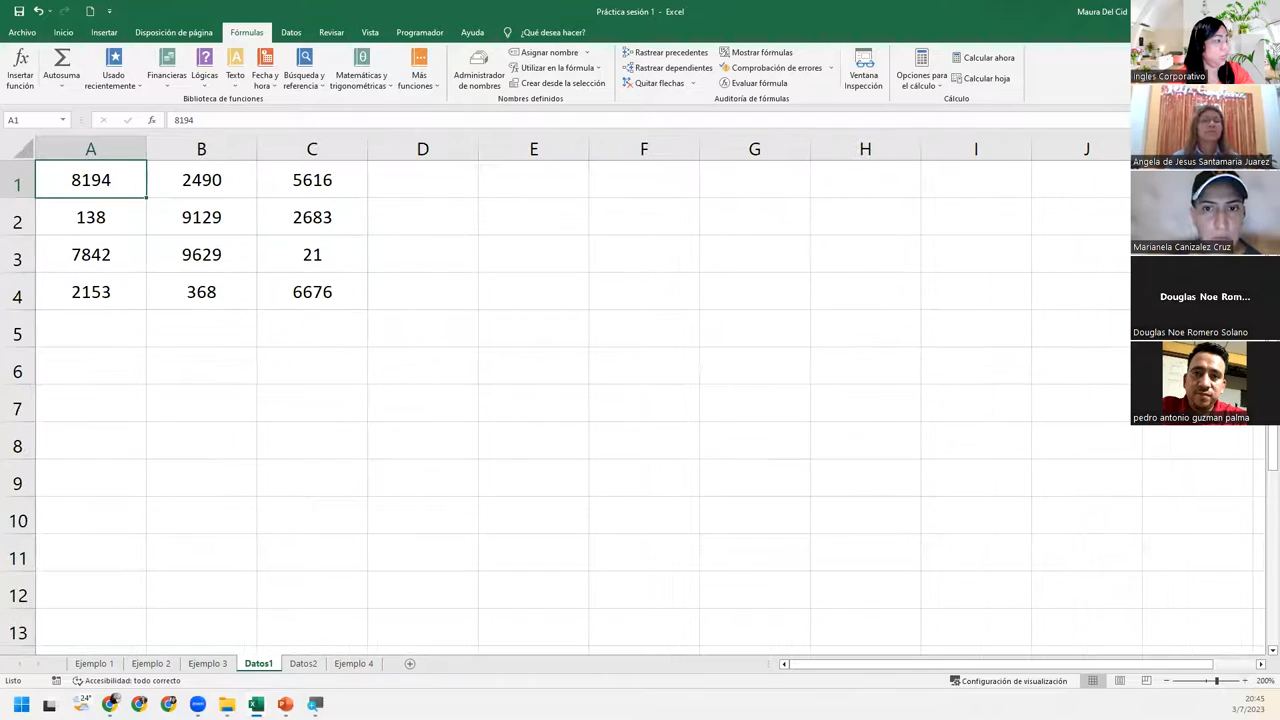 Práctica sesión 1 - Excel
Maura Del Cid
Archivo Inicio Insertar Disposición de página Fórmulas Datos Revisar Vista Programador Ayuda ¿Qué desea hacer?
Insertar función
Autosuma
Usado recientemente
Financieras
Lógicas
Texto
Fecha y hora
Búsqueda y referencia
Matemáticas y trigonométricas
Más funciones
Biblioteca de funciones
Administrador de nombres
Asignar nombre
Utilizar en la fórmula
Crear desde la selección
Nombres definidos
Rastrear precedentes
Rastrear dependientes
Quitar flechas
Mostrar fórmulas
Comprobación de errores
Evaluar fórmula
Auditoría de fórmulas
Ventana Inspección
Opciones para el cálculo
Calcular ahora
Calcular hoja
Cálculo
A1 fx 8194
A B C D E F G H I J
1 8194 2490 5616
2 138 9129 2683
3 7842 9629 21
4 2153 368 6676
5
6
7
8
9
10
11
12
13
Ingles Corporativo
Angela de Jesus Santamaria Juarez
Marianela Canizalez Cruz
Douglas Noe Rom...
Douglas Noe Romero Solano
pedro antonio guzman palma
Ejemplo 1 Ejemplo 2 Ejemplo 3 Datos1 Datos2 Ejemplo 4
Listo Accesibilidad: todo correcto Configuración de visualización 200%
24°
zoom
20:45
3/7/2023